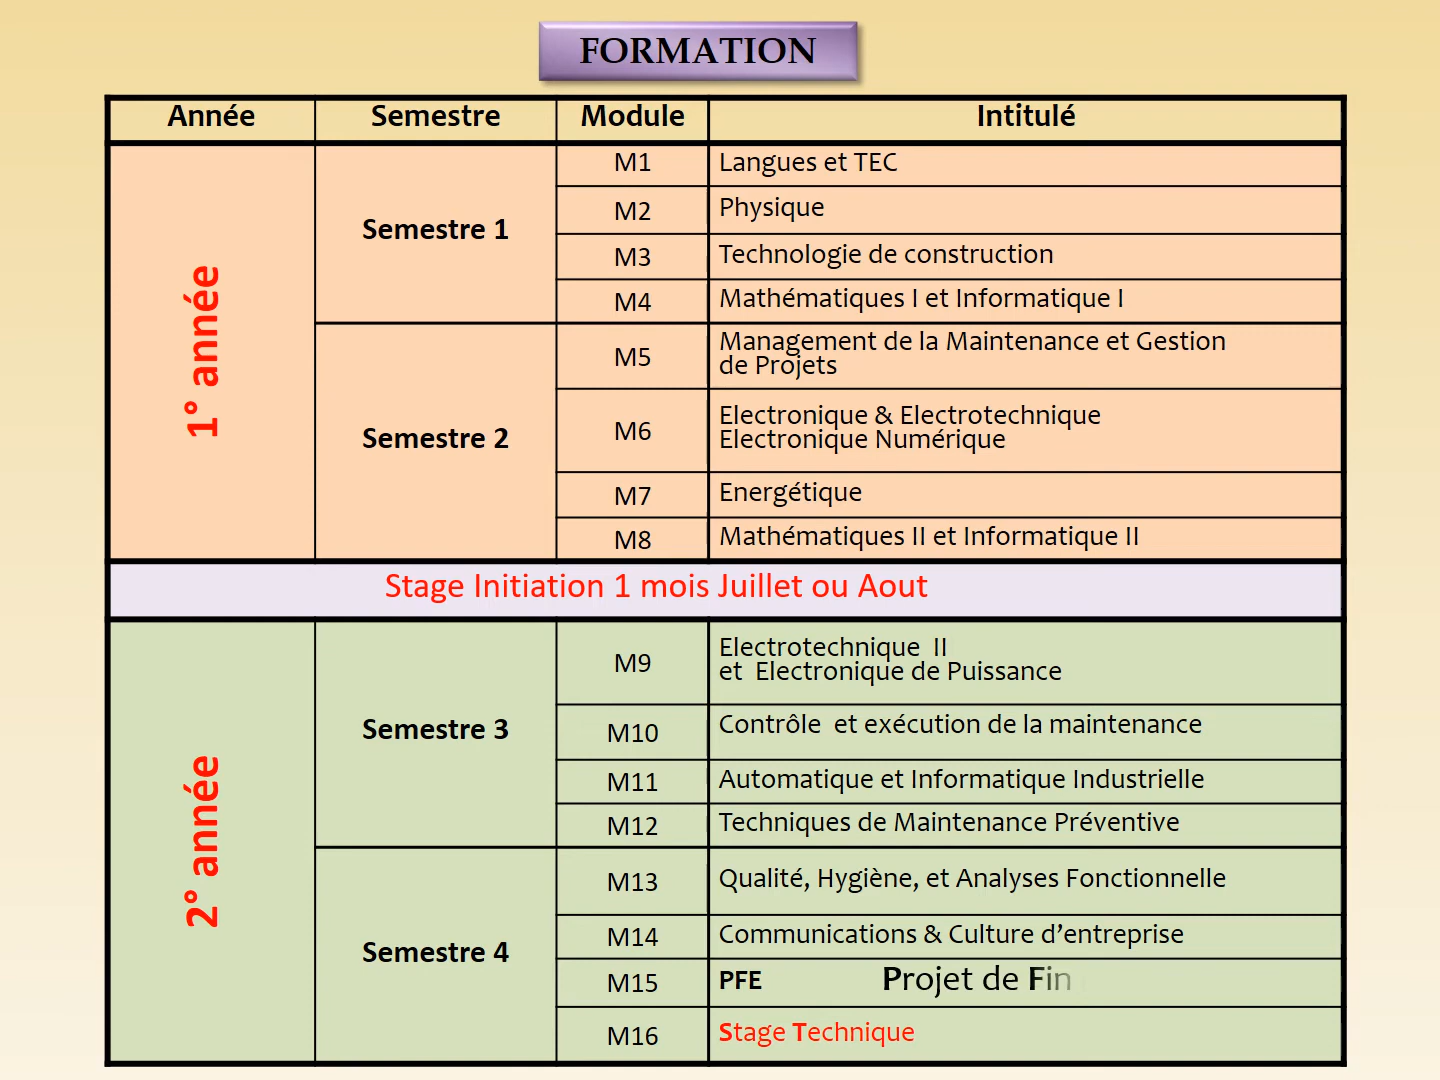 FORMATION
Année Semestre Module Intitulé
1° année
Semestre 1
M1 Langues et TEC
M2 Physique
M3 Technologie de construction
M4 Mathématiques I et Informatique I
Semestre 2
M5 Management de la Maintenance et Gestion
de Projets
M6 Electronique & Electrotechnique
Electronique Numérique
M7 Energétique
M8 Mathématiques II et Informatique II
Stage Initiation 1 mois Juillet ou Aout
2° année
Semestre 3
M9 Electrotechnique II
et Electronique de Puissance
M10 Contrôle et exécution de la maintenance
M11 Automatique et Informatique Industrielle
M12 Techniques de Maintenance Préventive
Semestre 4
M13 Qualité, Hygiène, et Analyses Fonctionnelle
M14 Communications & Culture d’entreprise
M15 PFE Projet de Fin
M16 Stage Technique